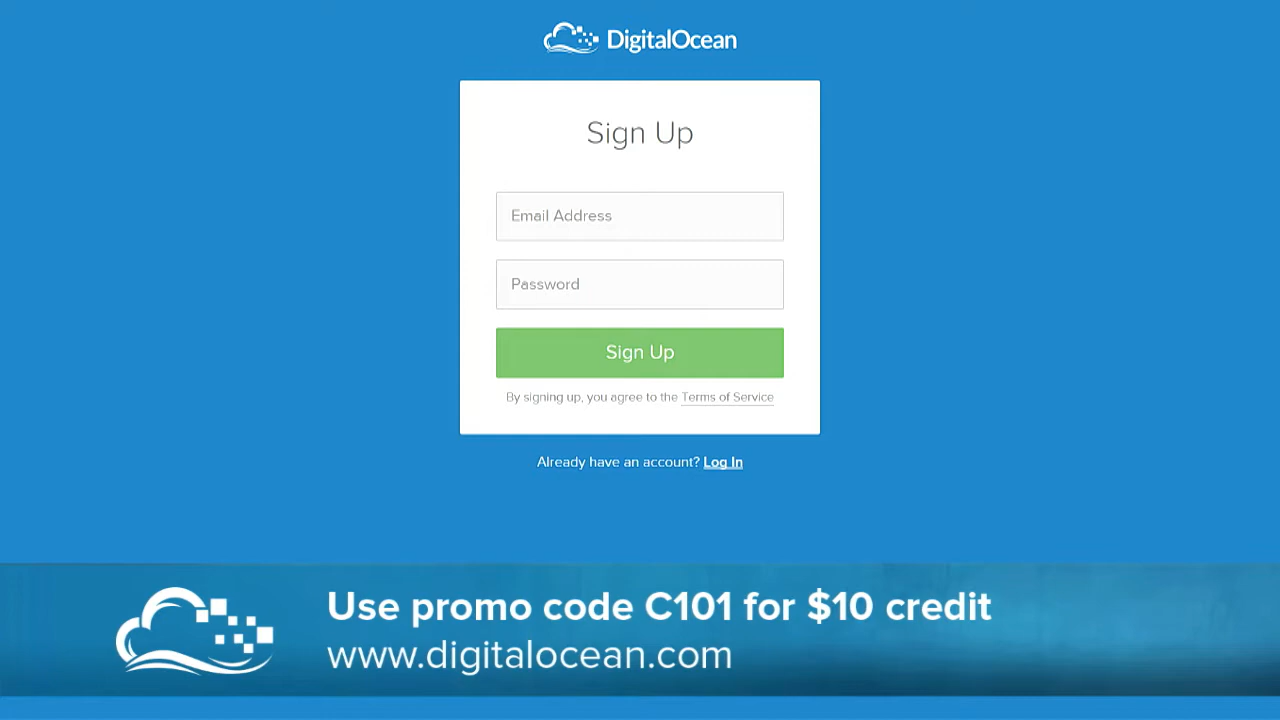 DigitalOcean
Sign Up
Email Address
Password
Sign Up
By signing up, you agree to the Terms of Service
Already have an account? Log In
Use promo code C101 for $10 credit
www.digitalocean.com